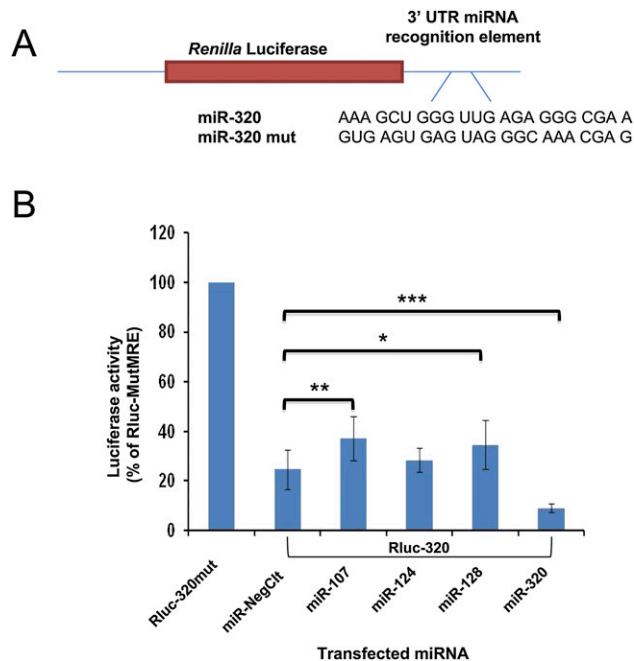 A
3' UTR miRNA
recognition element
Renilla Luciferase
miR-320 AAA GCU GGG UUG AGA GGG CGA A
miR-320 mut GUG AGU GAG UAG GGC AAA CGA G
B
120
100
80
60
40
20
0
Luciferase activity
(% of Rluc-MutMRE)
***
*
**
Rluc-320
Rluc-320mut
miR-NegClt
miR-107
miR-124
miR-128
miR-320
Transfected miRNA